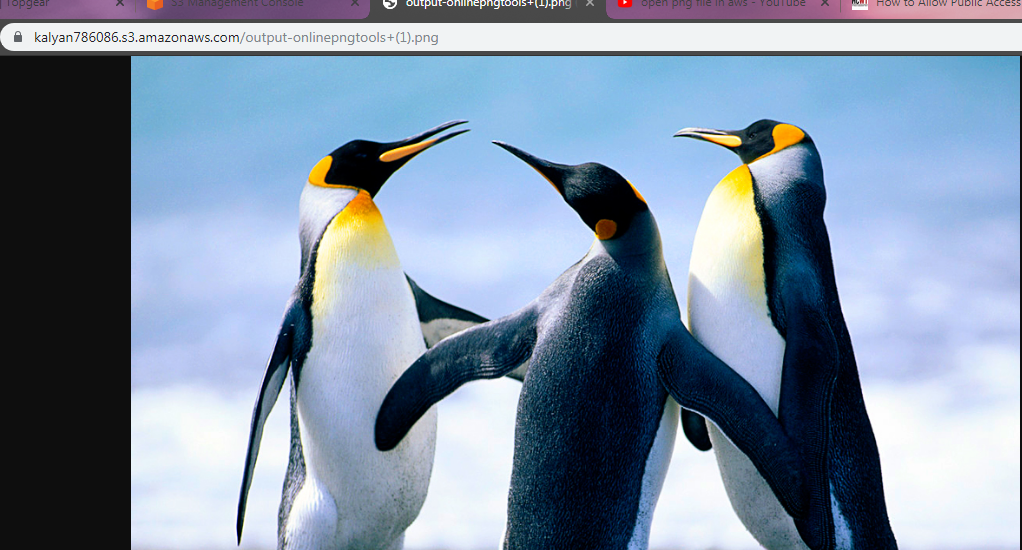 Topgear
S3 Management Console
output-onlinepngtools+(1).png
open png file in aws - YouTube
How to Allow Public Access
kalyan786086.s3.amazonaws.com/output-onlinepngtools+(1).png